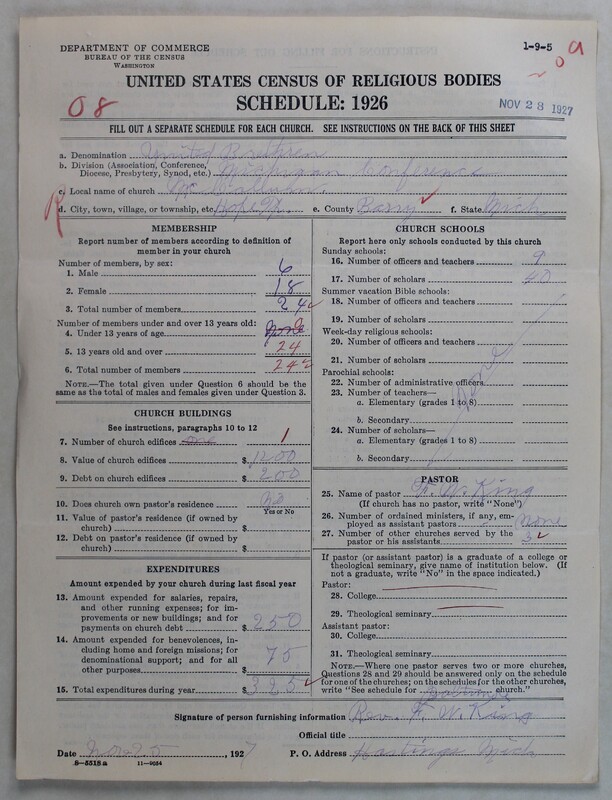 DEPARTMENT OF COMMERCE
BUREAU OF THE CENSUS
WASHINGTON
1-9-5
a
0
UNITED STATES CENSUS OF RELIGIOUS BODIES
SCHEDULE: 1926
08
NOV 28 1927
FILL OUT A SEPARATE SCHEDULE FOR EACH CHURCH. SEE INSTRUCTIONS ON THE BACK OF THIS SHEET
a. Denomination United Brethren
b. Division (Association, Conference, Diocese, Presbytery, Synod, etc.) Michigan Conference
c. Local name of church
R
d. City, town, village, or township, etc. Hope e. County Barry f. State Mich
MEMBERSHIP
Report number of members according to definition of
member in your church
Number of members, by sex:
1. Male 6
2. Female 18
3. Total number of members 24
Number of members under and over 13 years old:
4. Under 13 years of age none
5. 13 years old and over 24
6. Total number of members 24
NOTE.—The total given under Question 6 should be
the same as the total of males and females given under Question 3.
CHURCH BUILDINGS
See instructions, paragraphs 10 to 12
7. Number of church edifices one 1
8. Value of church edifices $ 1200
9. Debt on church edifices $ 200
10. Does church own pastor's residence no
Yes or No
11. Value of pastor's residence (if owned by
church) $
12. Debt on pastor's residence (if owned by
church) $
EXPENDITURES
Amount expended by your church during last fiscal year
13. Amount expended for salaries, repairs,
and other running expenses; for im-
provements or new buildings; and for
payments on church debt $ 250
14. Amount expended for benevolences,
including home and foreign missions; for
denominational support; and for all
other purposes $ 75
15. Total expenditures during year $ 325
CHURCH SCHOOLS
Report here only schools conducted by this church
Sunday schools:
16. Number of officers and teachers 9
17. Number of scholars 40
Summer vacation Bible schools:
18. Number of officers and teachers
19. Number of scholars
Week-day religious schools:
20. Number of officers and teachers
21. Number of scholars
Parochial schools:
22. Number of administrative officers
23. Number of teachers—
a. Elementary (grades 1 to 8)
b. Secondary
24. Number of scholars—
a. Elementary (grades 1 to 8)
b. Secondary
PASTOR
25. Name of pastor F. W. King
(If church has no pastor, write "None")
26. Number of ordained ministers, if any, em-
ployed as assistant pastors none
27. Number of other churches served by the
pastor or his assistants 3
If pastor (or assistant pastor) is a graduate of a college or
theological seminary, give name of institution below. (If
not a graduate, write "No" in the space indicated.)
Pastor:
28. College
29. Theological seminary
Assistant pastor:
30. College
31. Theological seminary
NOTE.—Where one pastor serves two or more churches,
Questions 28 and 29 should be answered only on the schedule
for one of the churches; on the schedules for the other churches,
write "See schedule for Baltimore church."
Signature of person furnishing information Rev. F. W. King
Official title
Date Nov 25, 1927 P. O. Address Hastings Mich
8-5518a 11-9054